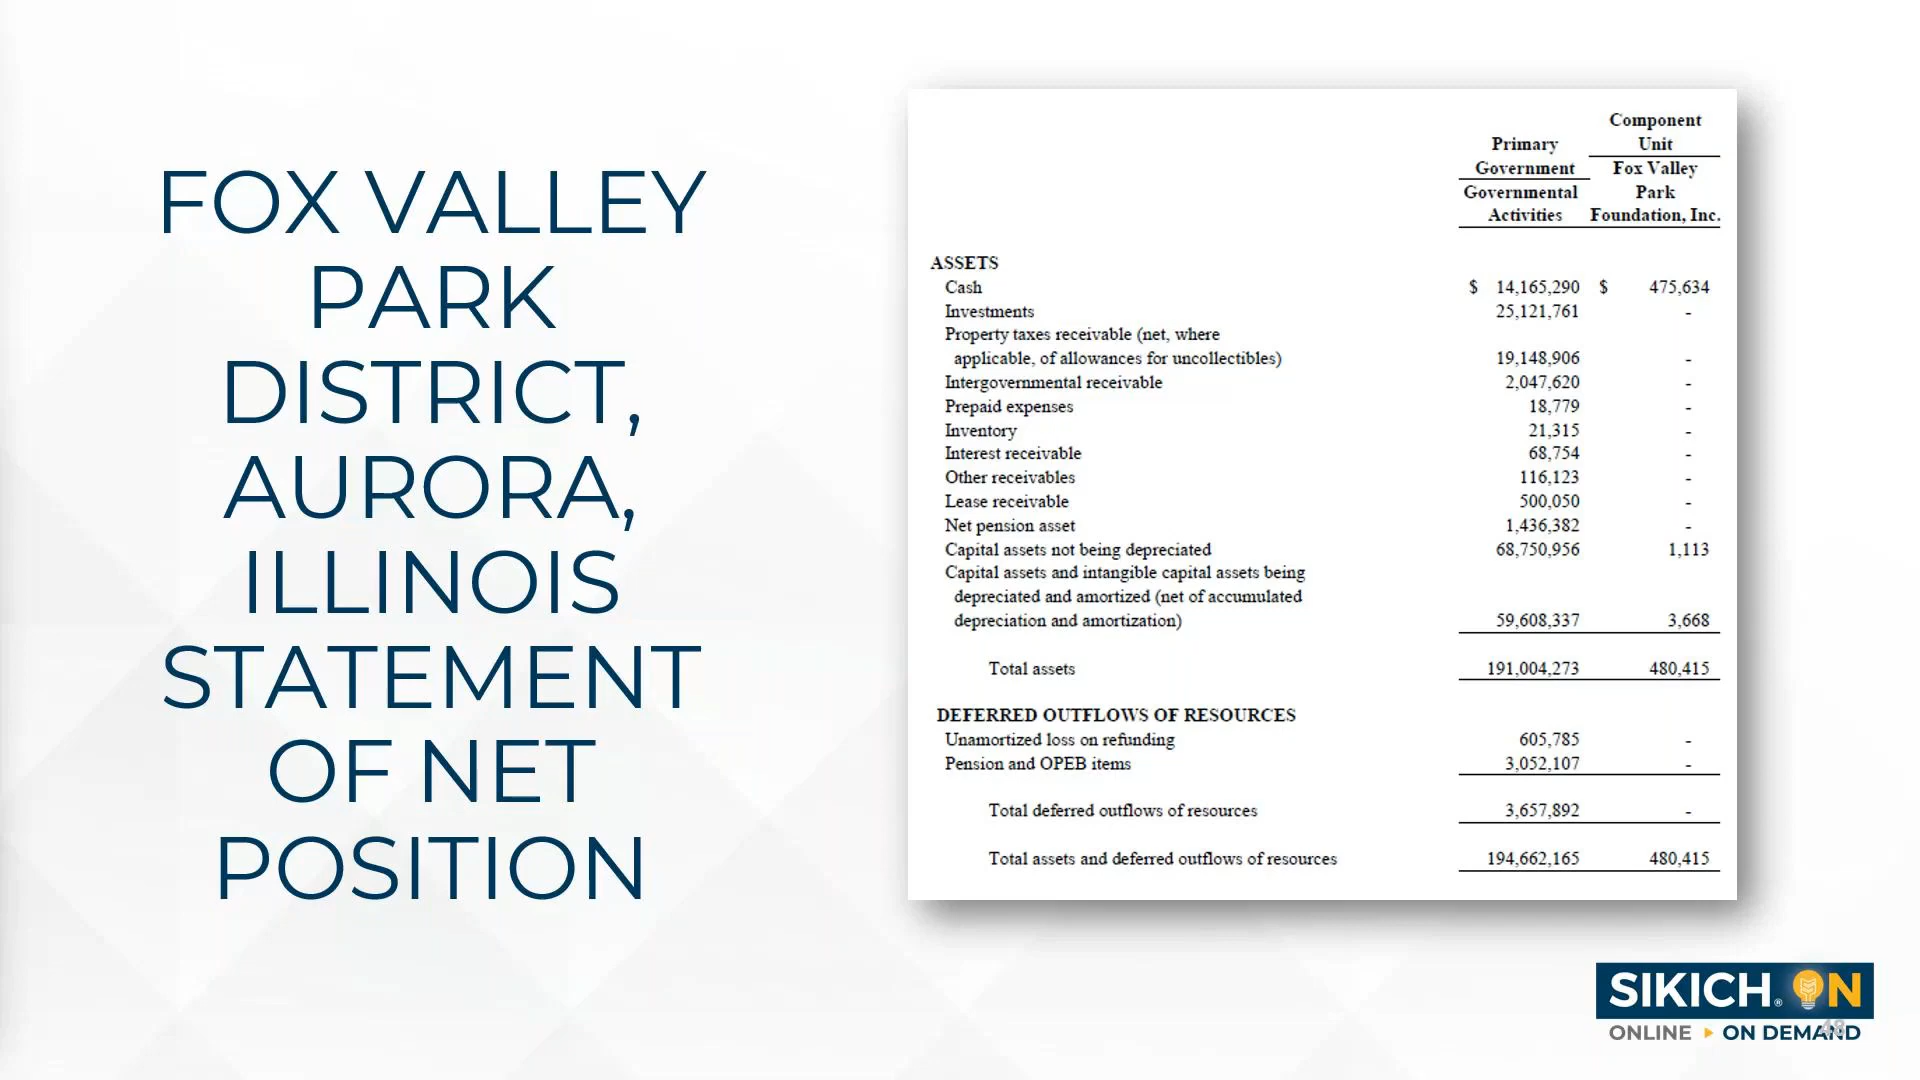 FOX VALLEY
PARK
DISTRICT,
AURORA,
ILLINOIS
STATEMENT
OF NET
POSITION
Component
Primary Unit
Government Fox Valley
Governmental Park
Activities Foundation, Inc.
ASSETS
Cash $ 14,165,290 $ 475,634
Investments 25,121,761 -
Property taxes receivable (net, where
applicable, of allowances for uncollectibles) 19,148,906 -
Intergovernmental receivable 2,047,620 -
Prepaid expenses 18,779 -
Inventory 21,315 -
Interest receivable 68,754 -
Other receivables 116,123 -
Lease receivable 500,050 -
Net pension asset 1,436,382 -
Capital assets not being depreciated 68,750,956 1,113
Capital assets and intangible capital assets being
depreciated and amortized (net of accumulated
depreciation and amortization) 59,608,337 3,668
Total assets 191,004,273 480,415
DEFERRED OUTFLOWS OF RESOURCES
Unamortized loss on refunding 605,785 -
Pension and OPEB items 3,052,107 -
Total deferred outflows of resources 3,657,892 -
Total assets and deferred outflows of resources 194,662,165 480,415
SIKICH® ON
ONLINE ▸ ON DEMAND
48